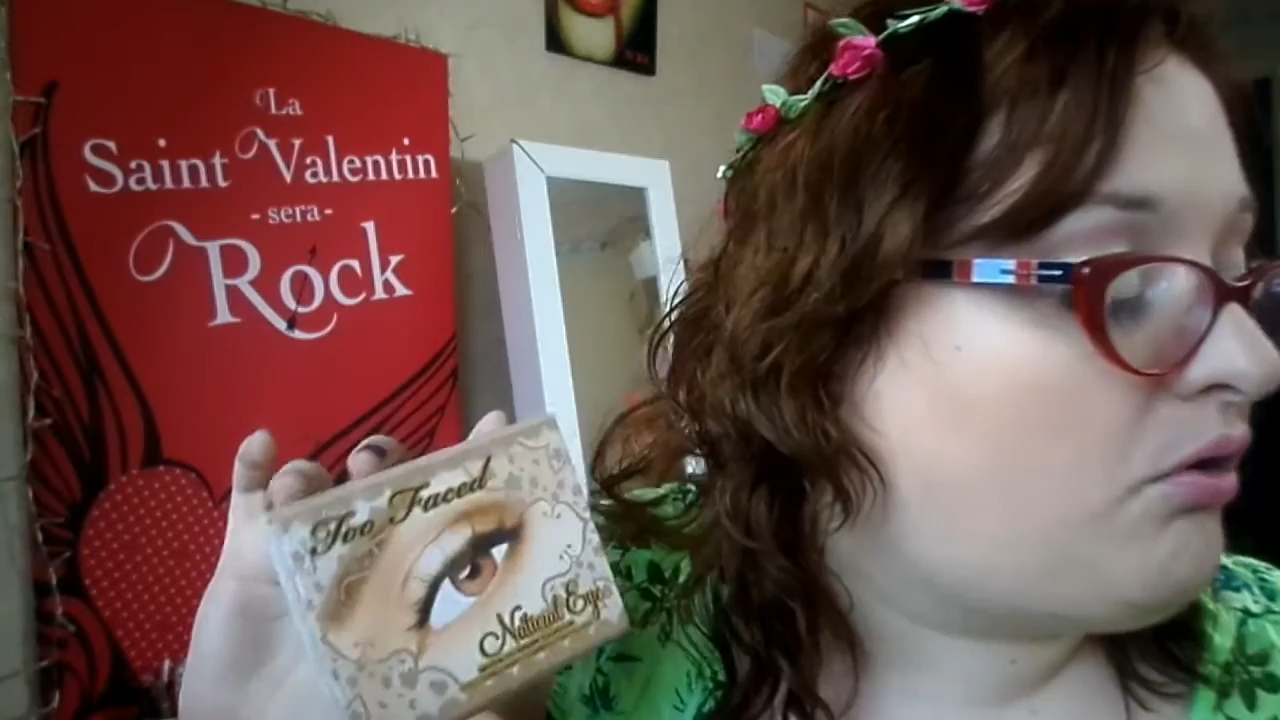 La
Saint Valentin
- sera -
Rock
Too Faced
Natural Eyes